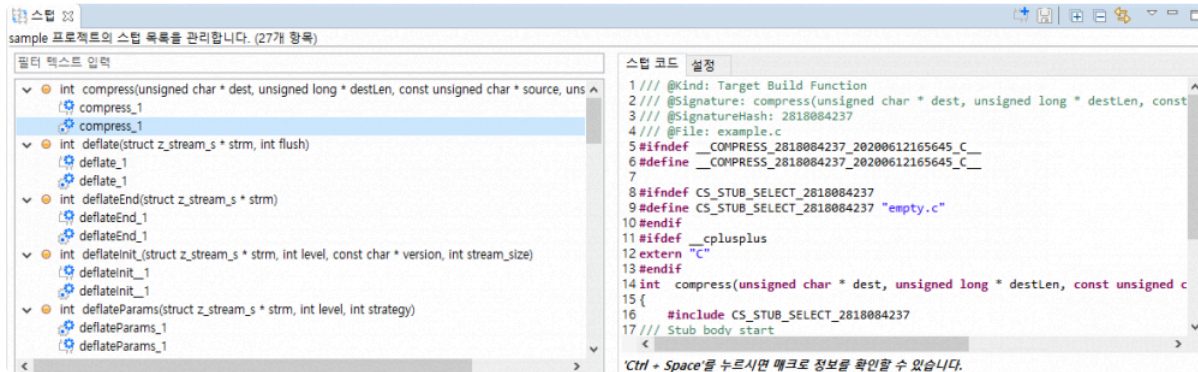 스텁
sample 프로젝트의 스텁 목록을 관리합니다. (27개 항목)
필터 텍스트 입력
int compress(unsigned char * dest, unsigned long * destLen, const unsigned char * source, uns
compress_1
compress_1
int deflate(struct z_stream_s * strm, int flush)
deflate_1
deflate_1
int deflateEnd(struct z_stream_s * strm)
deflateEnd_1
deflateEnd_1
int deflateInit_(struct z_stream_s * strm, int level, const char * version, int stream_size)
deflateInit__1
deflateInit__1
int deflateParams(struct z_stream_s * strm, int level, int strategy)
deflateParams_1
deflateParams_1
스텁 코드 설정
1 /// @Kind: Target Build Function
2 /// @Signature: compress(unsigned char * dest, unsigned long * destLen, const
3 /// @SignatureHash: 2818084237
4 /// @File: example.c
5 #ifndef __COMPRESS_2818084237_20200612165645_C__
6 #define __COMPRESS_2818084237_20200612165645_C__
7
8 #ifndef CS_STUB_SELECT_2818084237
9 #define CS_STUB_SELECT_2818084237 "empty.c"
10 #endif
11 #ifdef __cplusplus
12 extern "C"
13 #endif
14 int compress(unsigned char * dest, unsigned long * destLen, const unsigned c
15 {
16 #include CS_STUB_SELECT_2818084237
17 /// Stub body start
'Ctrl + Space'를 누르시면 매크로 정보를 확인할 수 있습니다.